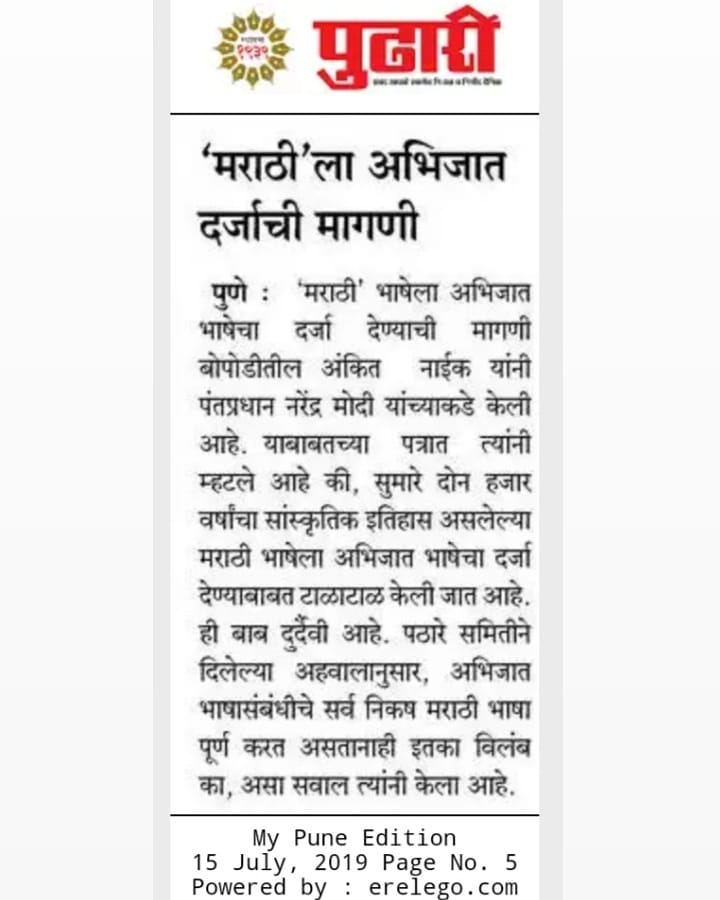 १९३९
पुढारी
‘मराठी’ला अभिजात
दर्जाची मागणी
पुणे : ‘मराठी’ भाषेला अभिजात
भाषेचा दर्जा देण्याची मागणी
बोपोडीतील अंकित नाईक यांनी
पंतप्रधान नरेंद्र मोदी यांच्याकडे केली
आहे. याबाबतच्या पत्रात त्यांनी
म्हटले आहे की, सुमारे दोन हजार
वर्षांचा सांस्कृतिक इतिहास असलेल्या
मराठी भाषेला अभिजात भाषेचा दर्जा
देण्याबाबत टाळाटाळ केली जात आहे.
ही बाब दुर्दैवी आहे. पठारे समितीने
दिलेल्या अहवालानुसार, अभिजात
भाषासंबंधीचे सर्व निकष मराठी भाषा
पूर्ण करत असतानाही इतका विलंब
का, असा सवाल त्यांनी केला आहे.
My Pune Edition
15 July, 2019 Page No. 5
Powered by : erelego.com